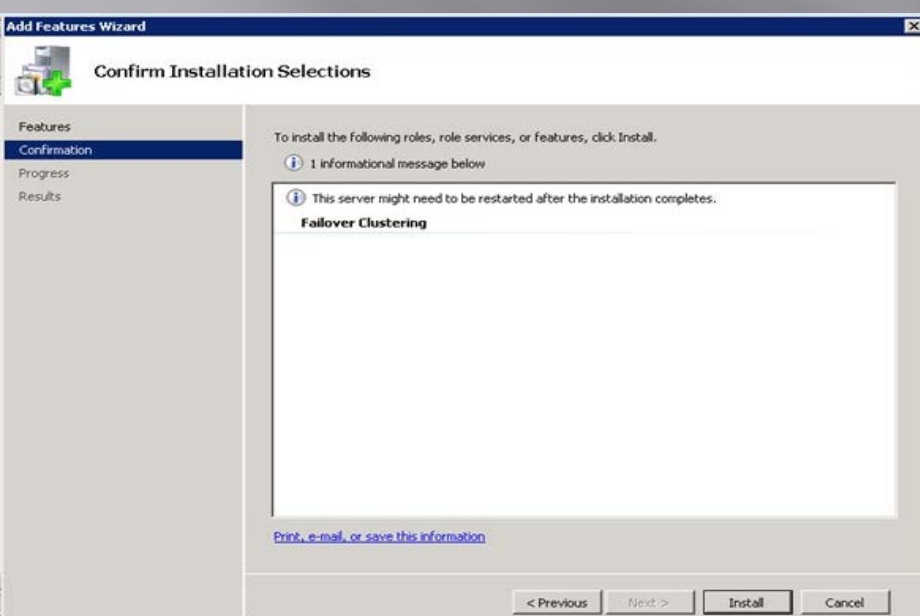 Add Features Wizard
Confirm Installation Selections
Features
Confirmation
Progress
Results
To install the following roles, role services, or features, click Install.
1 informational message below
This server might need to be restarted after the installation completes.
Failover Clustering
Print, e-mail, or save this information
< Previous
Next >
Install
Cancel